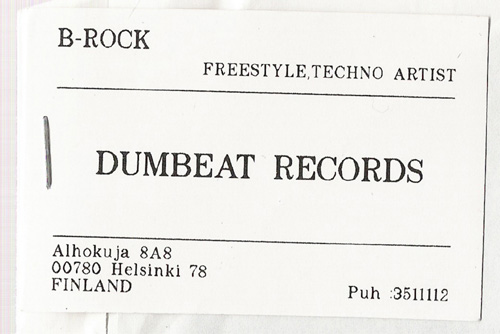 B-ROCK
FREESTYLE,TECHNO ARTIST
DUMBEAT RECORDS
Alhokuja 8A8
00780 Helsinki 78
FINLAND
Puh :3511112